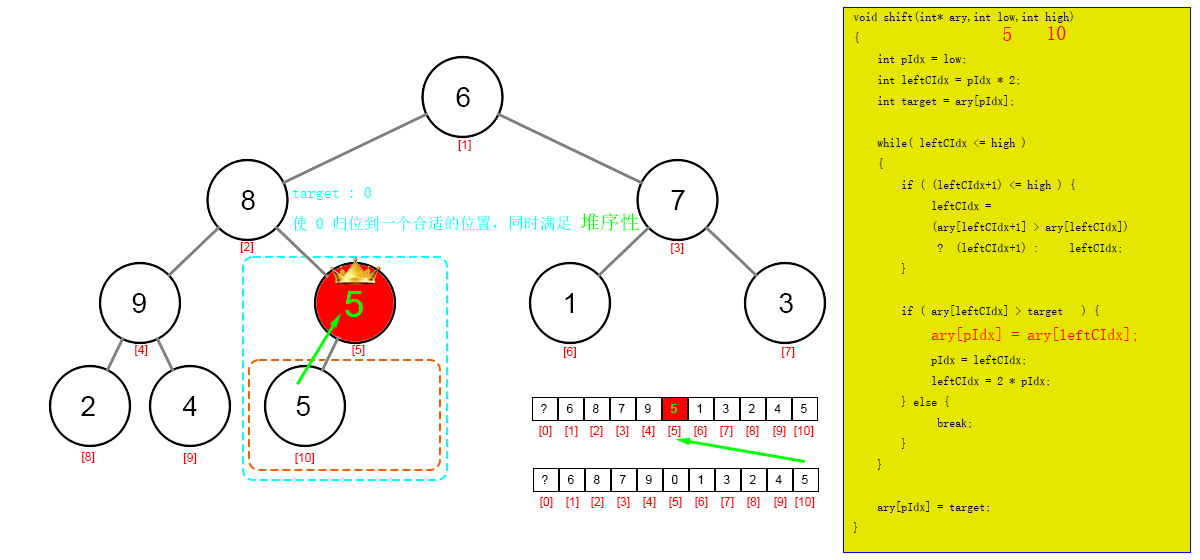 6
[1]
8
[2]
target : 0
使 0 归位到一个合适的位置，同时满足 堆序性
7
[3]
9
[4]
5
[5]
1
[6]
3
[7]
2
[8]
4
[9]
5
[10]
? 6 8 7 9 5 1 3 2 4 5
[0] [1] [2] [3] [4] [5] [6] [7] [8] [9] [10]
? 6 8 7 9 0 1 3 2 4 5
[0] [1] [2] [3] [4] [5] [6] [7] [8] [9] [10]
void shift(int* ary,int low,int high)
{ 5 10
int pIdx = low;
int leftCIdx = pIdx * 2;
int target = ary[pIdx];
while( leftCIdx <= high )
{
if ( (leftCIdx+1) <= high ) {
leftCIdx =
(ary[leftCIdx+1] > ary[leftCIdx])
? (leftCIdx+1) : leftCIdx;
}
if ( ary[leftCIdx] > target ) {
ary[pIdx] = ary[leftCIdx];
pIdx = leftCIdx;
leftCIdx = 2 * pIdx;
} else {
break;
}
}
ary[pIdx] = target;
}